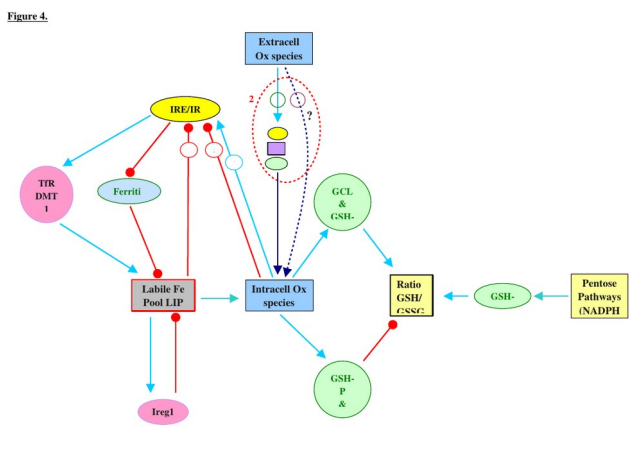 Figure 4.
Extracell
Ox species
2
?
IRE/IR
TfR
DMT
1
Ferriti
GCL
&
GSH-
Labile Fe
Pool LIP
Intracell Ox
species
Ratio
GSH/
GSSG
GSH-
Pentose
Pathways
(NADPH
GSH-
P
&
Ireg1